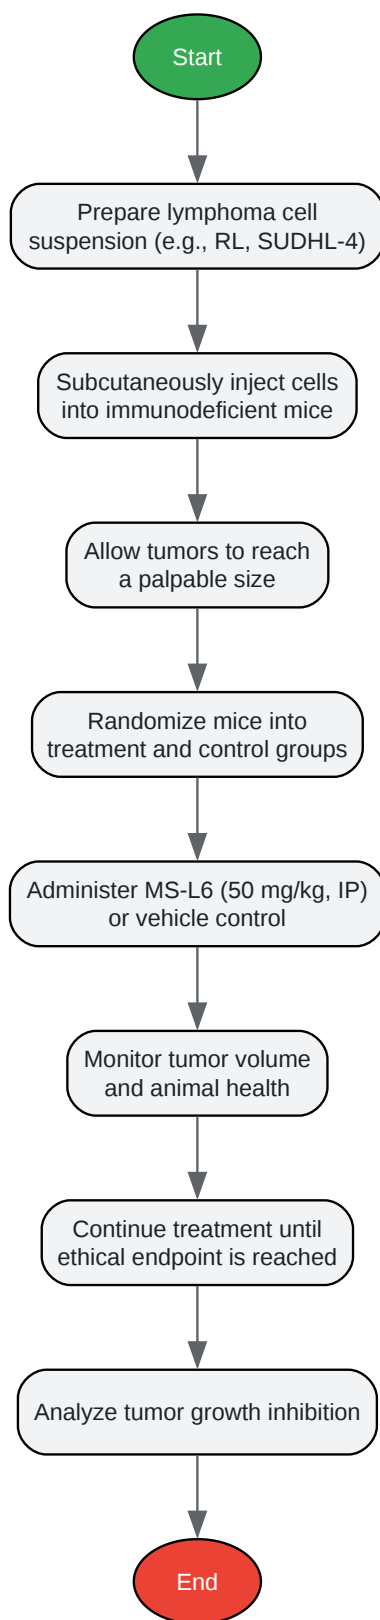 Start
Prepare lymphoma cell
suspension (e.g., RL, SUDHL-4)
Subcutaneously inject cells
into immunodeficient mice
Allow tumors to reach
a palpable size
Randomize mice into
treatment and control groups
Administer MS-L6 (50 mg/kg, IP)
or vehicle control
Monitor tumor volume
and animal health
Continue treatment until
ethical endpoint is reached
Analyze tumor growth inhibition
End